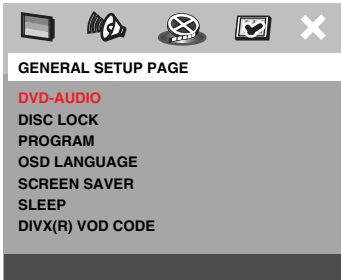 GENERAL SETUP PAGE
DVD-AUDIO
DISC LOCK
PROGRAM
OSD LANGUAGE
SCREEN SAVER
SLEEP
DIVX(R) VOD CODE